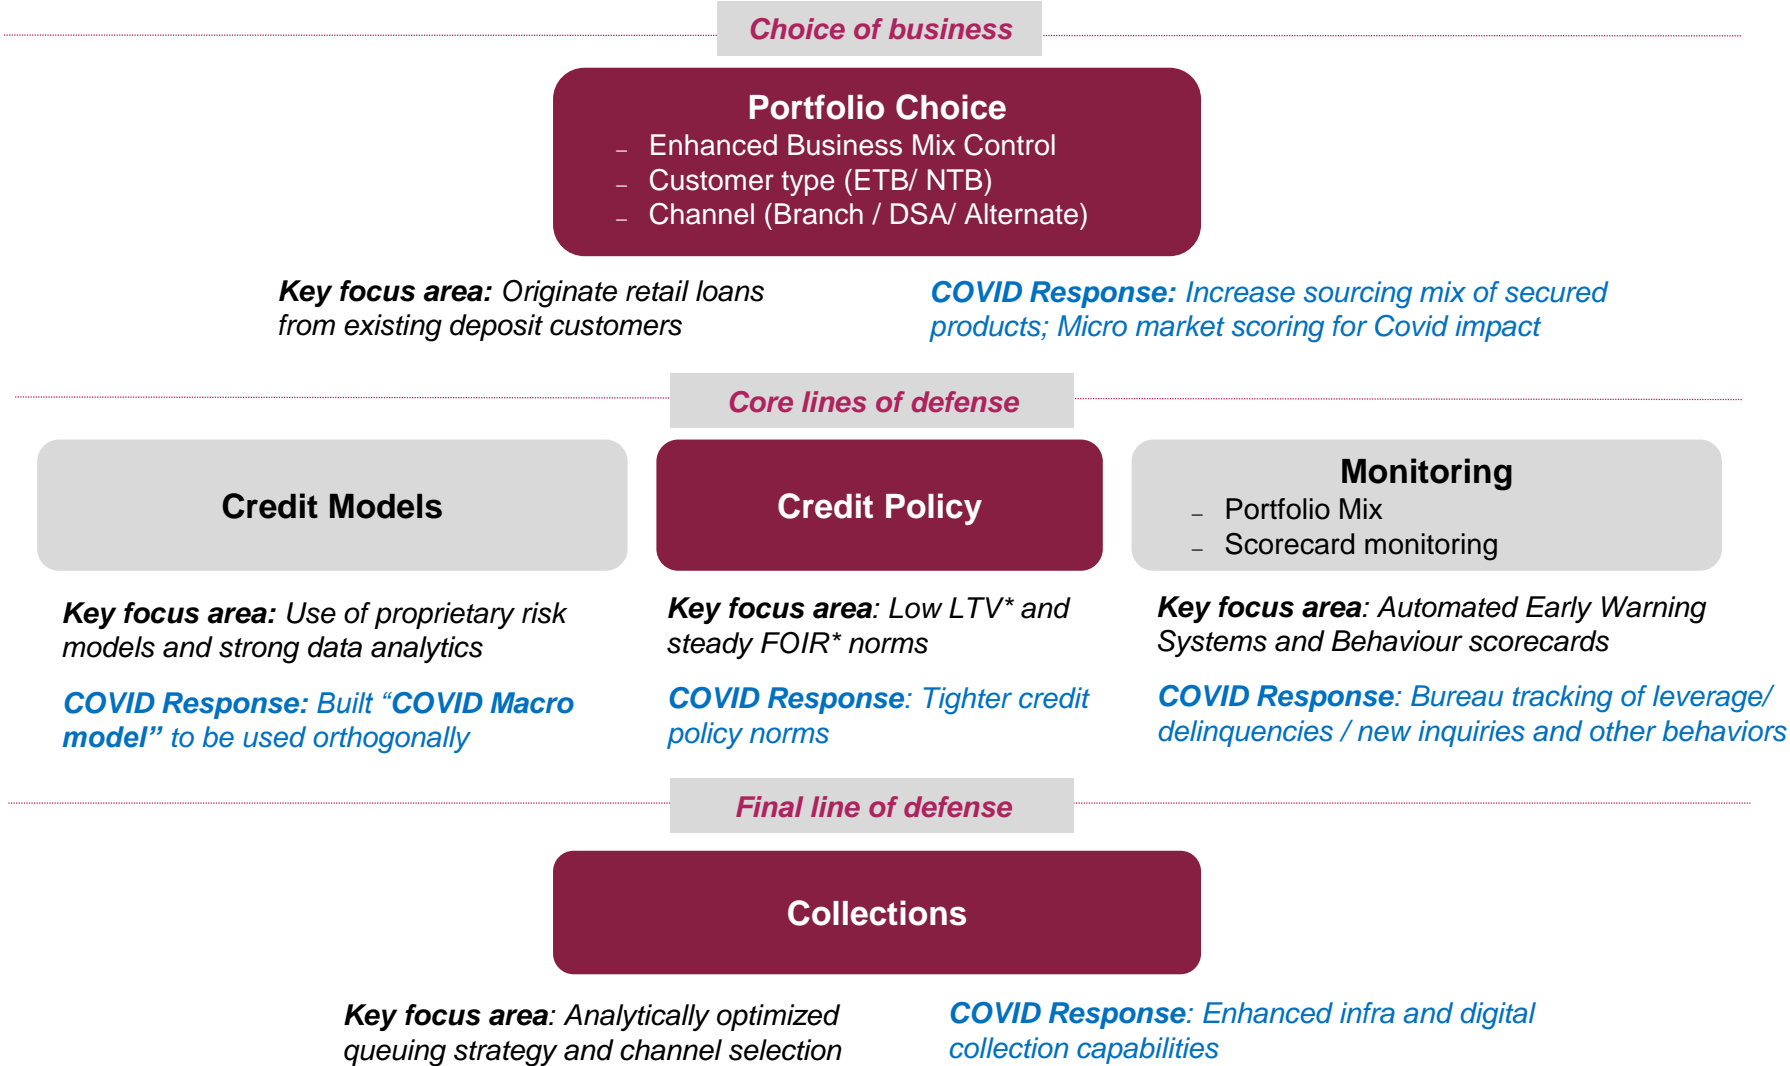 Choice of business
Portfolio Choice
– Enhanced Business Mix Control
– Customer type (ETB/ NTB)
– Channel (Branch / DSA/ Alternate)
Key focus area: Originate retail loans
from existing deposit customers
COVID Response: Increase sourcing mix of secured
products; Micro market scoring for Covid impact
Core lines of defense
Credit Models
Key focus area: Use of proprietary risk
models and strong data analytics
COVID Response: Built “COVID Macro
model” to be used orthogonally
Credit Policy
Key focus area: Low LTV* and
steady FOIR* norms
COVID Response: Tighter credit
policy norms
Monitoring
– Portfolio Mix
– Scorecard monitoring
Key focus area: Automated Early Warning
Systems and Behaviour scorecards
COVID Response: Bureau tracking of leverage/
delinquencies / new inquiries and other behaviors
Final line of defense
Collections
Key focus area: Analytically optimized
queuing strategy and channel selection
COVID Response: Enhanced infra and digital
collection capabilities